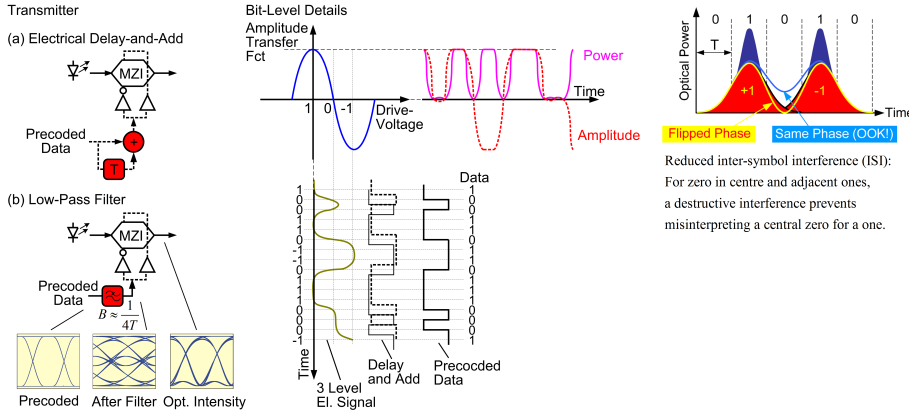 Transmitter
(a) Electrical Delay-and-Add
MZI
Precoded
Data
+
T
(b) Low-Pass Filter
MZI
Precoded
Data
B ≈ 1/4T
Precoded
After Filter
Opt. Intensity
Bit-Level Details
Amplitude
Transfer
Fct
1 0 -1
Drive-
Voltage
Power
Time
Amplitude
Data
Time
3 Level
El. Signal
Delay
and Add
Precocded
Data
Optical Power
0 1 0 1 0
T
+1
-1
Time
Flipped Phase
Same Phase (OOK!)
Reduced inter-symbol interference (ISI):
For zero in centre and adjacent ones,
a destructive interference prevents
misinterpreting a central zero for a one.